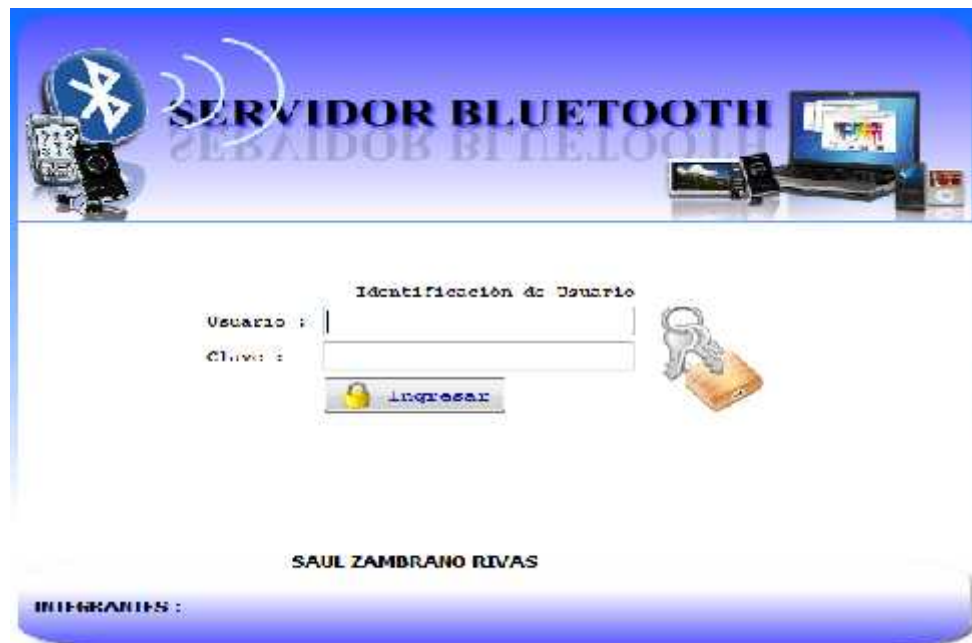 SERVIDOR BLUETOOTH
Identificación de Usuario
Usuario :
Clave :
Ingresar
SAUL ZAMBRANO RIVAS
INTEGRANTES :